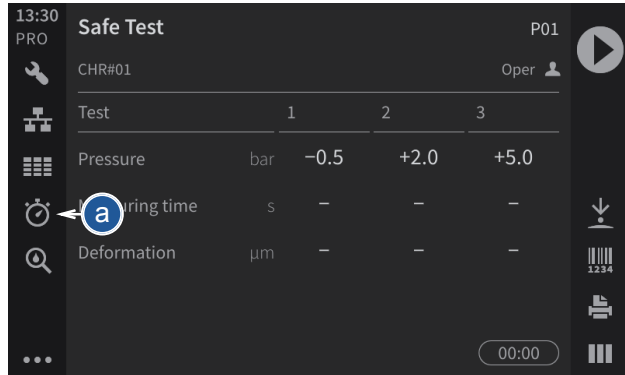 13:30
PRO
Safe Test
P01
CHR#01
Oper
Test 1 2 3
Pressure bar −0.5 +2.0 +5.0
a
uring time s – – –
Deformation µm – – –
1234
00:00